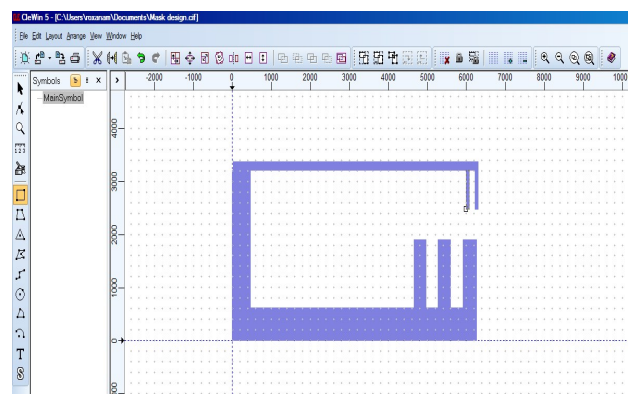 CleWin 5 - [C:\Users\roxanam\Documents\Mask design.cif]
File Edit Layout Arrange View Window Help
Symbols
MainSymbol
-2000 -1000 0 1000 2000 3000 4000 5000 6000 7000 8000 9000 1000
4000
3000
2000
1000
0
T
S